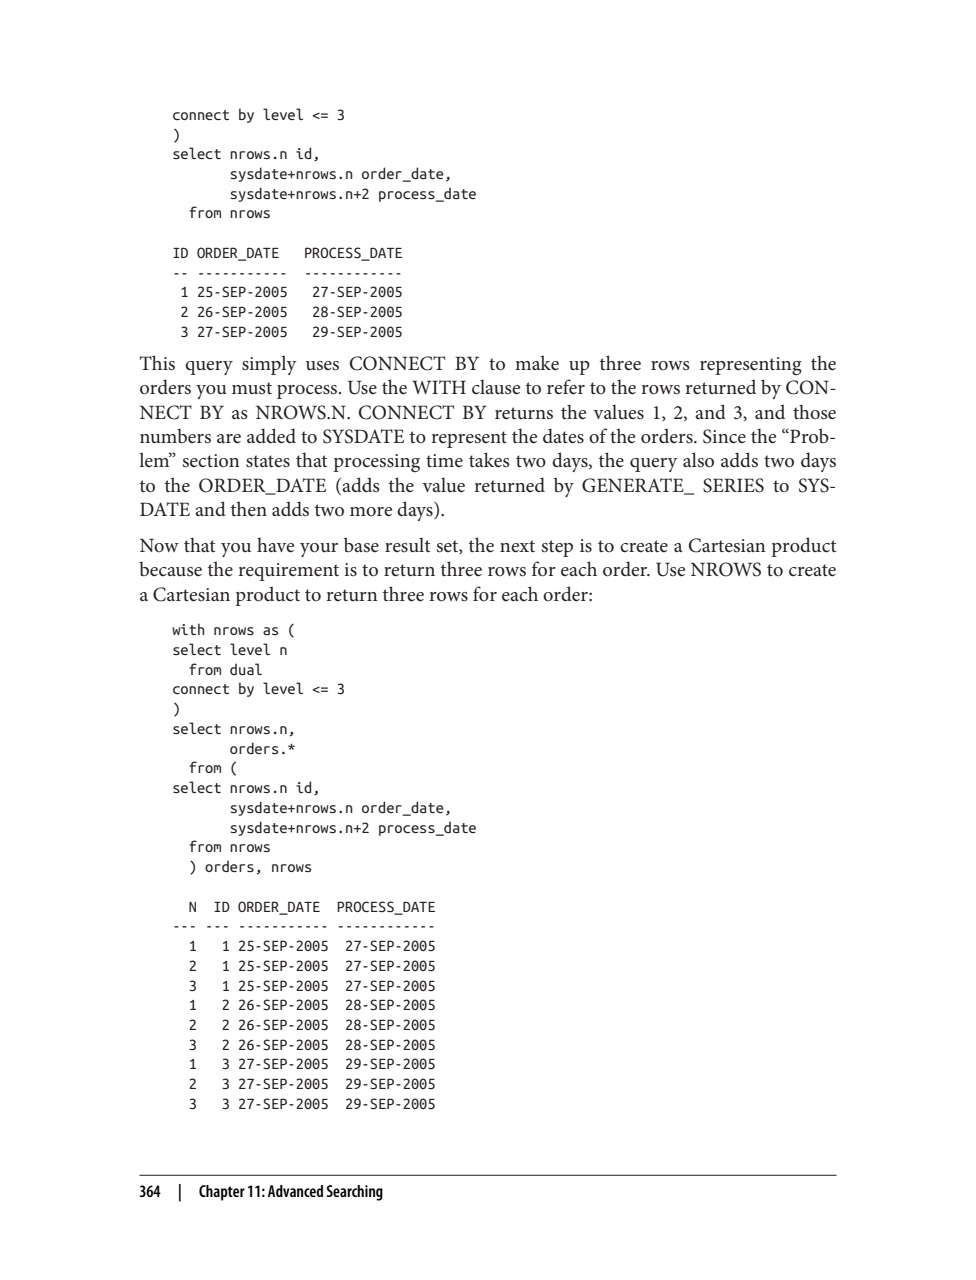 connect by level <= 3
)
select nrows.n id,
       sysdate+nrows.n order_date,
       sysdate+nrows.n+2 process_date
  from nrows
ID ORDER_DATE   PROCESS_DATE
-- -----------  ------------
 1 25-SEP-2005   27-SEP-2005
 2 26-SEP-2005   28-SEP-2005
 3 27-SEP-2005   29-SEP-2005
This query simply uses CONNECT BY to make up three rows representing the
orders you must process. Use the WITH clause to refer to the rows returned by CON-
NECT BY as NROWS.N. CONNECT BY returns the values 1, 2, and 3, and those
numbers are added to SYSDATE to represent the dates of the orders. Since the “Prob-
lem” section states that processing time takes two days, the query also adds two days
to the ORDER_DATE (adds the value returned by GENERATE_ SERIES to SYS-
DATE and then adds two more days).
Now that you have your base result set, the next step is to create a Cartesian product
because the requirement is to return three rows for each order. Use NROWS to create
a Cartesian product to return three rows for each order:
with nrows as (
select level n
  from dual
connect by level <= 3
)
select nrows.n,
       orders.*
  from (
select nrows.n id,
       sysdate+nrows.n order_date,
       sysdate+nrows.n+2 process_date
  from nrows
  ) orders, nrows
  N  ID ORDER_DATE  PROCESS_DATE
--- --- ----------- ------------
  1   1 25-SEP-2005  27-SEP-2005
  2   1 25-SEP-2005  27-SEP-2005
  3   1 25-SEP-2005  27-SEP-2005
  1   2 26-SEP-2005  28-SEP-2005
  2   2 26-SEP-2005  28-SEP-2005
  3   2 26-SEP-2005  28-SEP-2005
  1   3 27-SEP-2005  29-SEP-2005
  2   3 27-SEP-2005  29-SEP-2005
  3   3 27-SEP-2005  29-SEP-2005
364 | Chapter 11: Advanced Searching